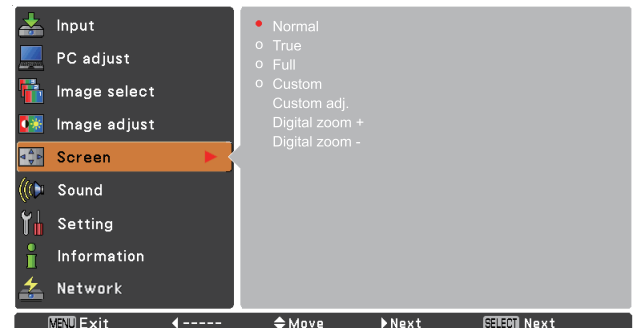 Input
PC adjust
Image select
Image adjust
Screen
Sound
Setting
Information
Network
Normal
True
Full
Custom
Custom adj.
Digital zoom +
Digital zoom -
MENU Exit ◀ ----- Move ▶ Next SELECT Next